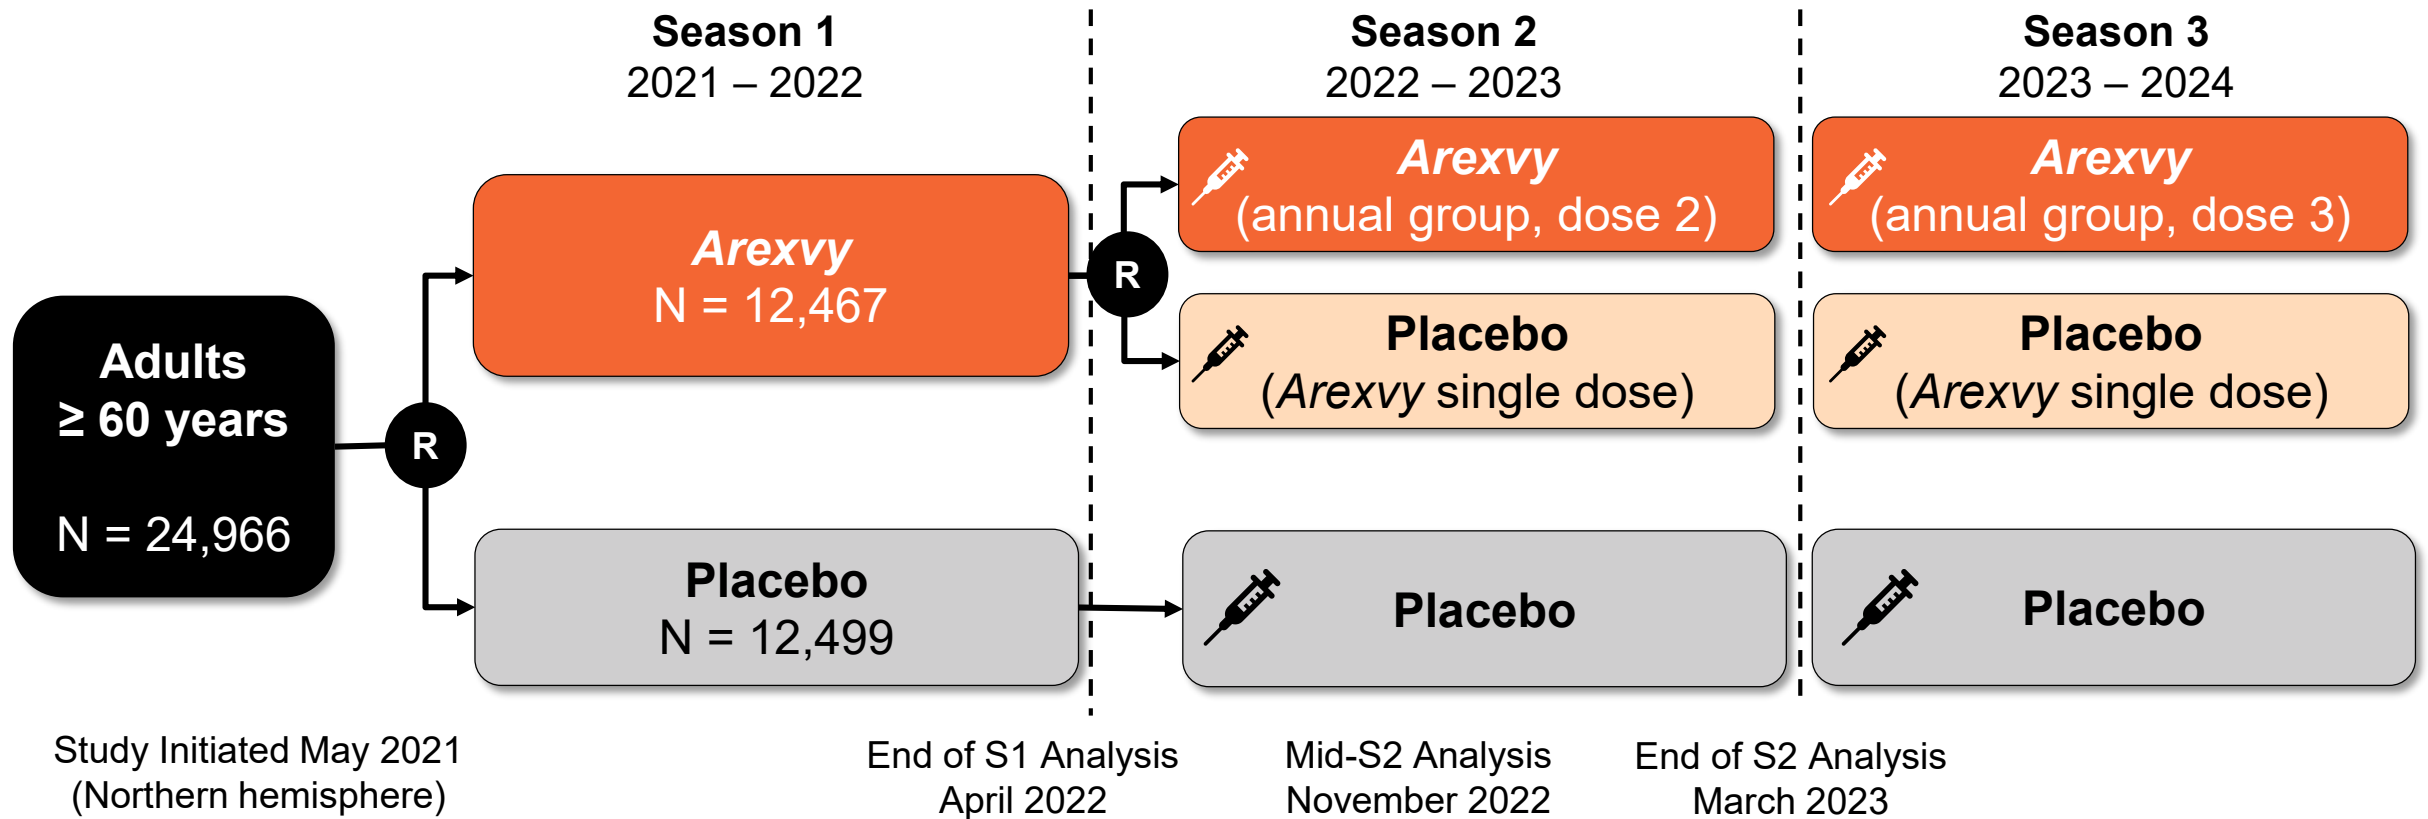 Season 1
2021 – 2022
Season 2
2022 – 2023
Season 3
2023 – 2024
Adults
≥ 60 years
N = 24,966
R
Arexvy
N = 12,467
Placebo
N = 12,499
R
Arexvy
(annual group, dose 2)
Placebo
(Arexvy single dose)
Placebo
Arexvy
(annual group, dose 3)
Placebo
(Arexvy single dose)
Placebo
Study Initiated May 2021
(Northern hemisphere)
End of S1 Analysis
April 2022
Mid-S2 Analysis
November 2022
End of S2 Analysis
March 2023